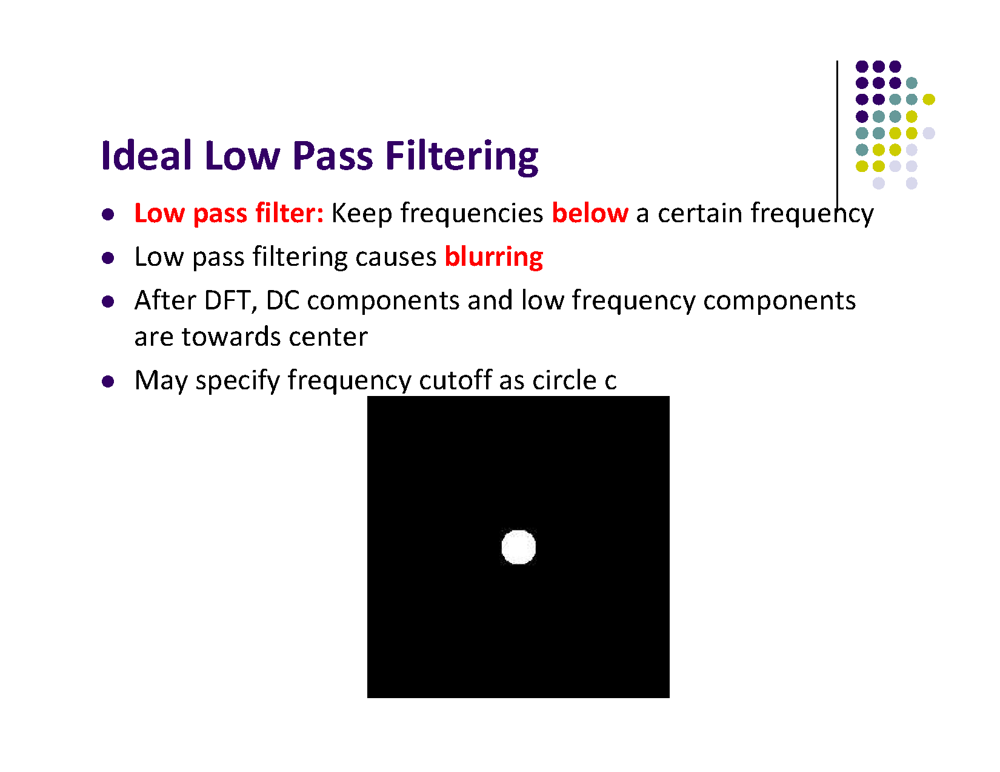 Ideal Low Pass Filtering
Low pass filter: Keep frequencies below a certain frequency
Low pass filtering causes blurring
After DFT, DC components and low frequency components
are towards center
May specify frequency cutoff as circle c